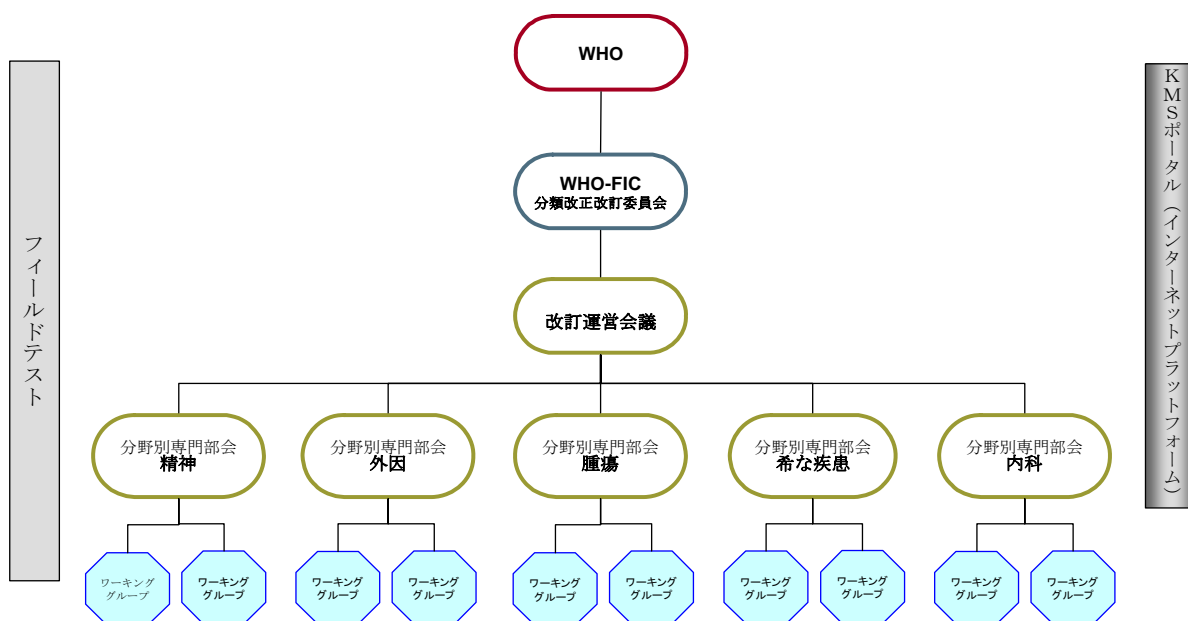 WHO
WHO-FIC
分類改正改訂委員会
改訂運営会議
フィールドテスト
KMSポータル（インターネットプラットフォーム）
分野別専門部会
精神
分野別専門部会
外因
分野別専門部会
腫瘍
分野別専門部会
希な疾患
分野別専門部会
内科
ワーキング
グループ
ワーキング
グループ
ワーキング
グループ
ワーキング
グループ
ワーキング
グループ
ワーキング
グループ
ワーキング
グループ
ワーキング
グループ
ワーキング
グループ
ワーキング
グループ